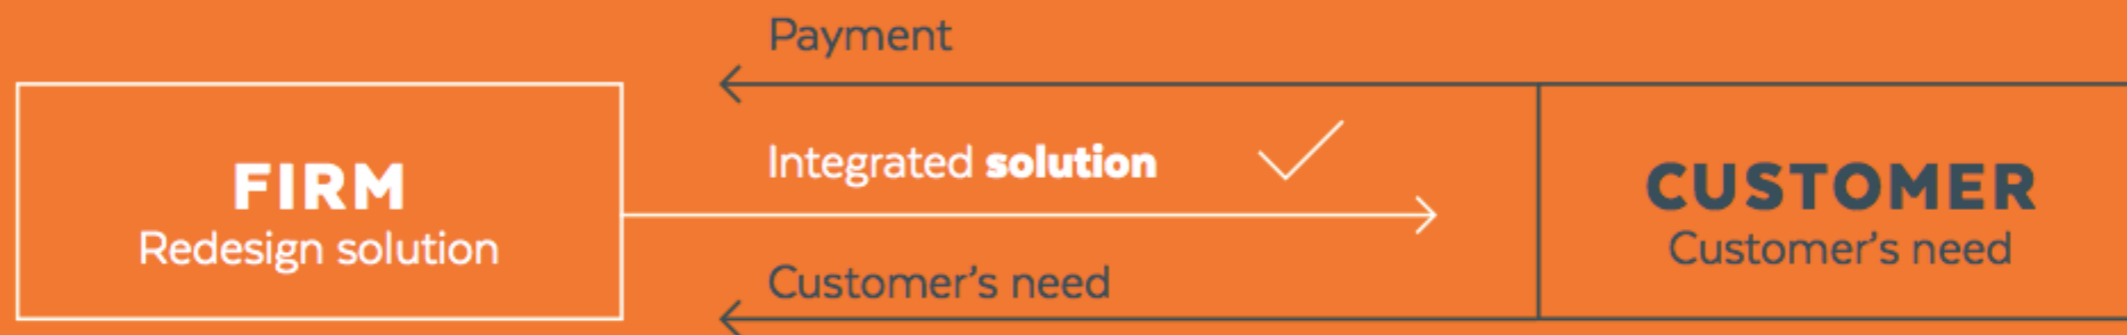 Payment
Integrated solution
FIRM
Redesign solution
CUSTOMER
Customer’s need
Customer’s need